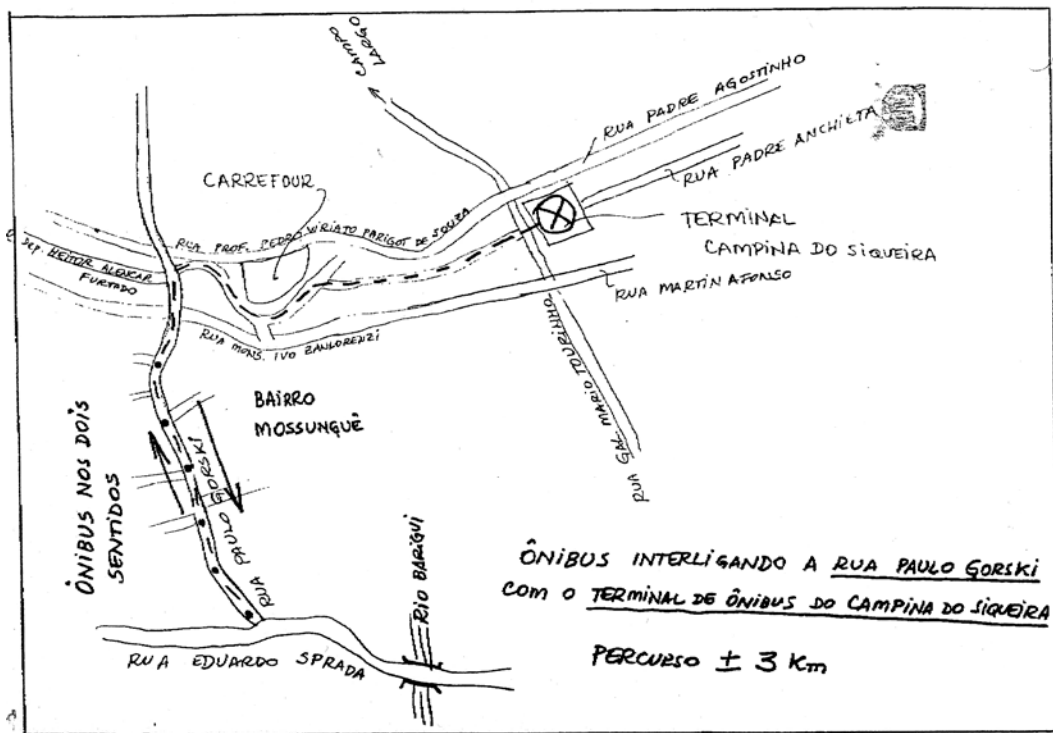 CAMPO
LARGO
RUA PADRE AGOSTINHO
RUA PADRE ANCHIETA
CARREFOUR
TERMINAL
CAMPINA DO SIQUEIRA
RUA PROF. PEDRO VIRIATO PARIGOT DE SOUZA
DEP. HEITOR ALENCAR
FURTADO
RUA MARTIN AFONSO
RUA MONS. IVO ZANLORENZI
RUA GAL. MARIO TOURINHO
BAIRRO
MOSSUNGUÊ
ÔNIBUS NOS DOIS
SENTIDOS
RUA PAULO GORSKI
RIO BARIGUI
RUA EDUARDO SPRADA
ÔNIBUS INTERLIGANDO A RUA PAULO GORSKI
COM O TERMINAL DE ÔNIBUS DO CAMPINA DO SIQUEIRA
PERCURSO ± 3 Km